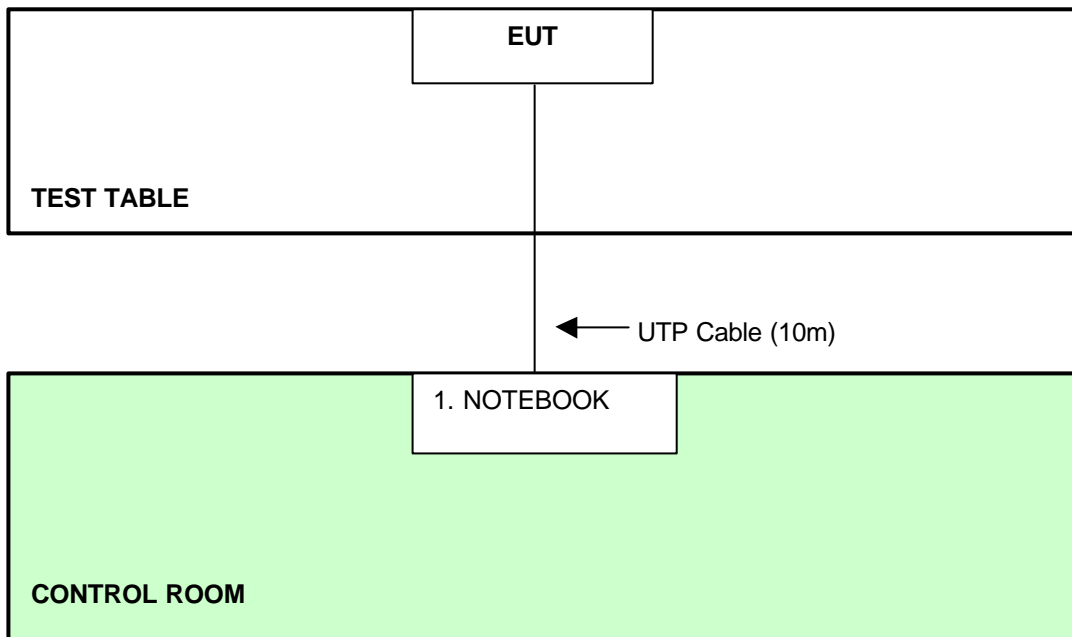 EUT
TEST TABLE
UTP Cable (10m)
1. NOTEBOOK
CONTROL ROOM